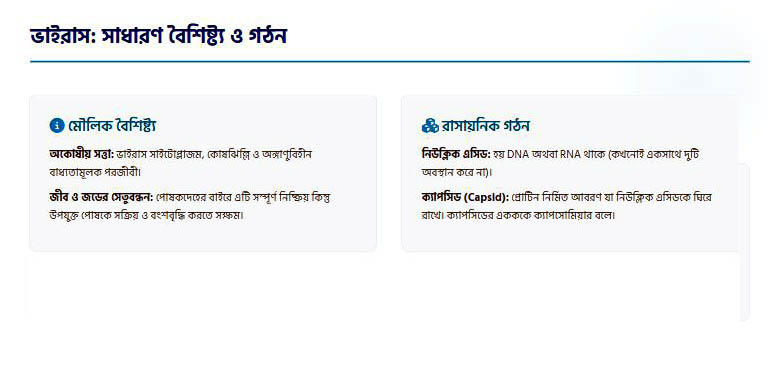 ভাইরাস: সাধারণ বৈশিষ্ট্য ও গঠন
মৌলিক বৈশিষ্ট্য
অকোষীয় সত্তা: ভাইরাস সাইটোপ্লাজম, কোষঝিল্লি ও অঙ্গাণুবিহীন
বাধ্যতামূলক পরজীবী।
জীব ও জড়ের সেতুবন্ধন: পোষকদেহের বাইরে এটি সম্পূর্ণ নিষ্ক্রিয় কিন্তু
উপযুক্ত পোষকে সক্রিয় ও বংশবৃদ্ধি করতে সক্ষম।
রাসায়নিক গঠন
নিউক্লিক এসিড: হয় DNA অথবা RNA থাকে (কখনোই একসাথে দুটি
অবস্থান করে না)।
ক্যাপসিড (Capsid): প্রোটিন নির্মিত আবরণ যা নিউক্লিক এসিডকে ঘিরে
রাখে। ক্যাপসিডের একককে ক্যাপসোমিয়ার বলে।